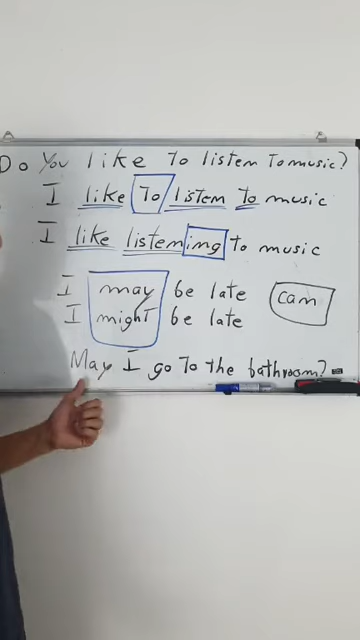 Do You like To listen To music?
I like To listen To music
I like listening To music
I may be late can
I might be late
May I go To the bathroom?